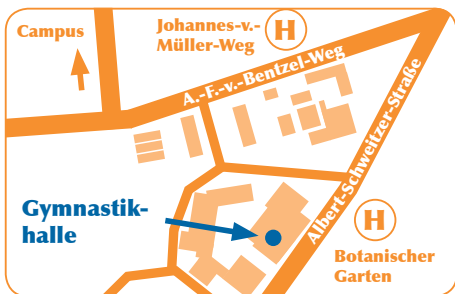 Campus
Johannes-v.-
Müller-Weg
H
A.-F.-v.-Bentzel-Weg
Albert-Schweitzer-Straße
Gymnastik-
halle
H
Botanischer
Garten